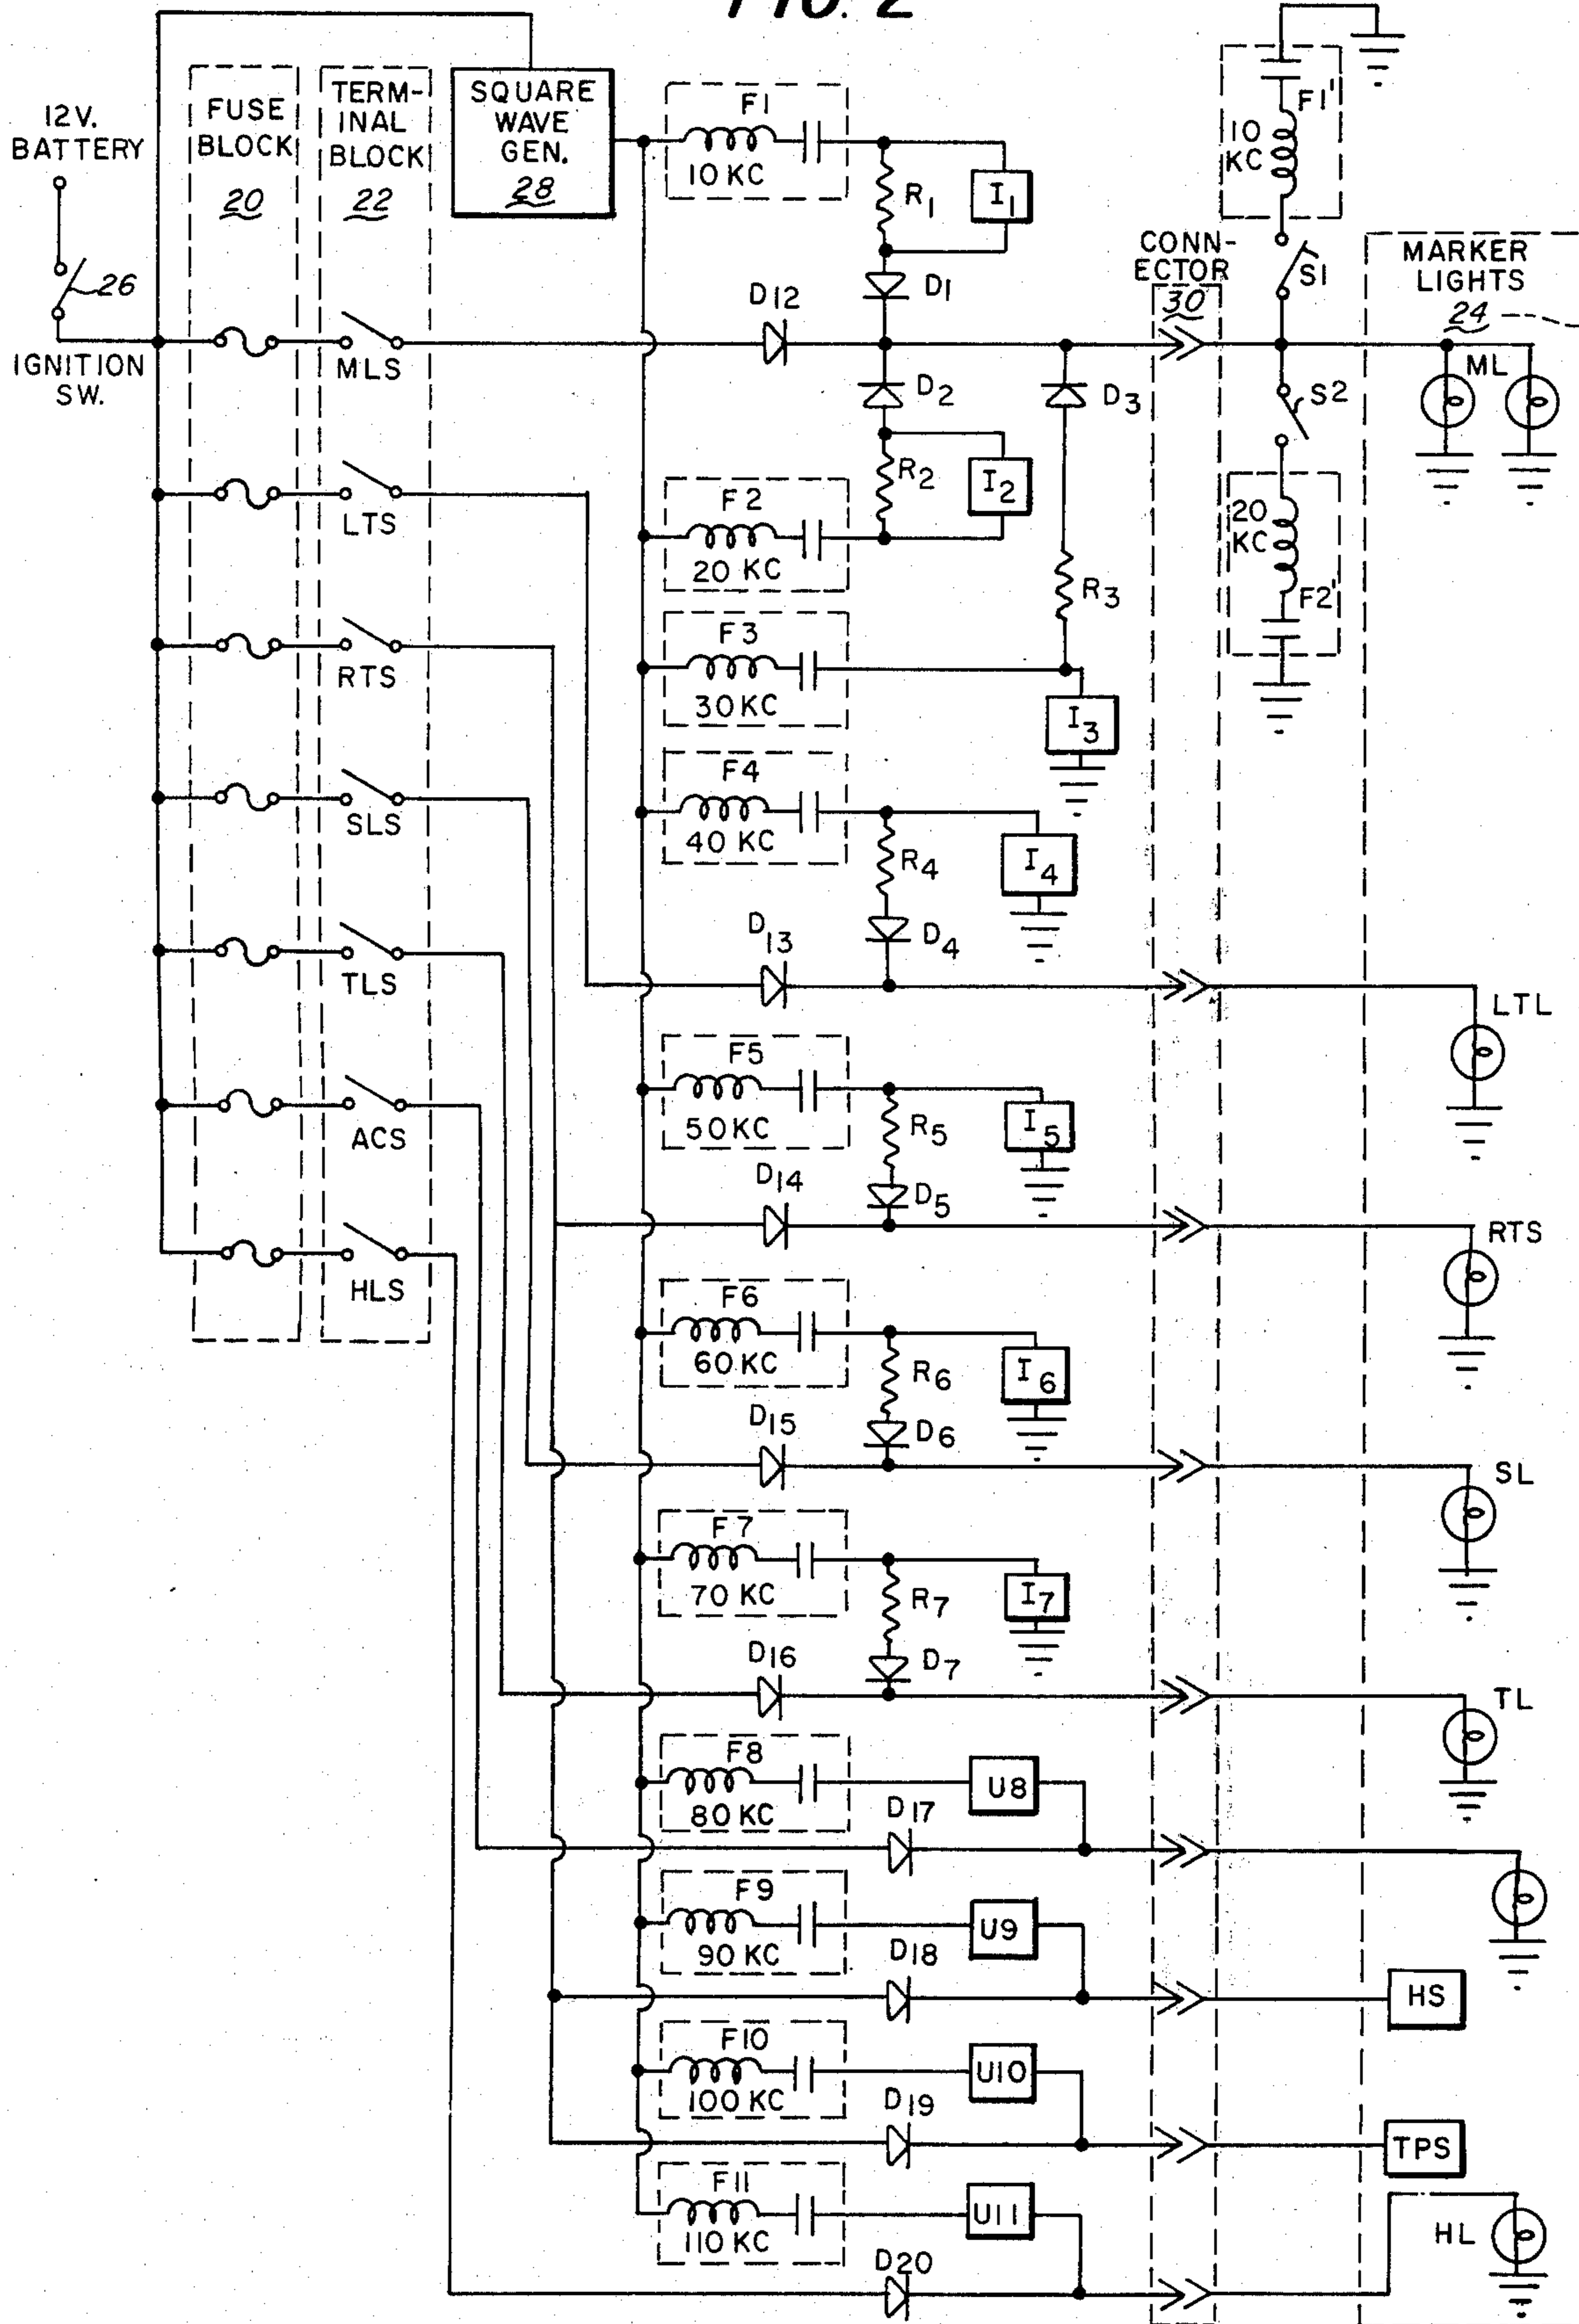 FIG. 2
12V.
BATTERY
26
IGNITION
SW.
FUSE
BLOCK
20
TERM-
INAL
BLOCK
22
SQUARE
WAVE
GEN.
28
MLS
LTS
RTS
SLS
TLS
ACS
HLS
F1
10 KC
R1
I1
D1
D12
D2
D3
R2
I2
F2
20 KC
R3
F3
30 KC
I3
F4
40 KC
R4
I4
D4
D13
F5
50 KC
R5
I5
D5
D14
F6
60 KC
R6
I6
D6
D15
F7
70 KC
R7
I7
D7
D16
F8
80 KC
U8
D17
F9
90 KC
U9
D18
F10
100 KC
U10
D19
F11
110 KC
U11
D20
CONN-
ECTOR
30
F1'
10
KC
S1
S2
20
KC
F2'
MARKER
LIGHTS
24
ML
LTL
RTS
SL
TL
HS
TPS
HL